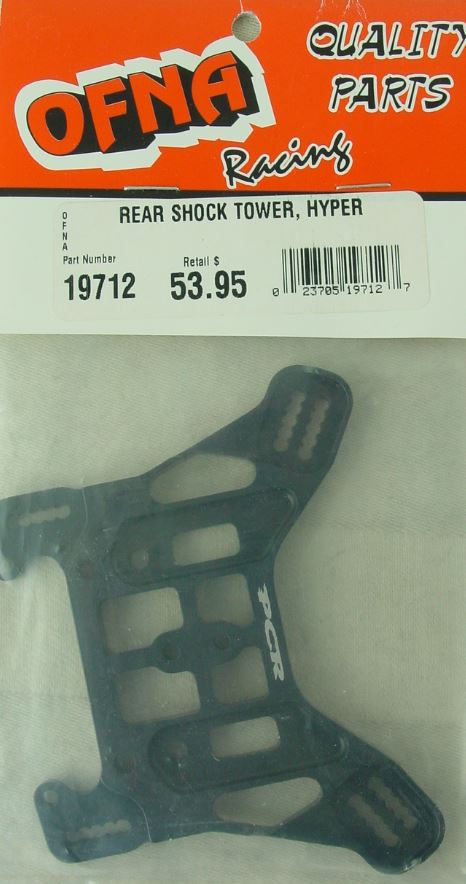 OFNA
QUALITY
PARTS
Racing
OFNA
REAR SHOCK TOWER, HYPER
Part Number
19712
Retail $
53.95
0 23705 19712 7
PCR